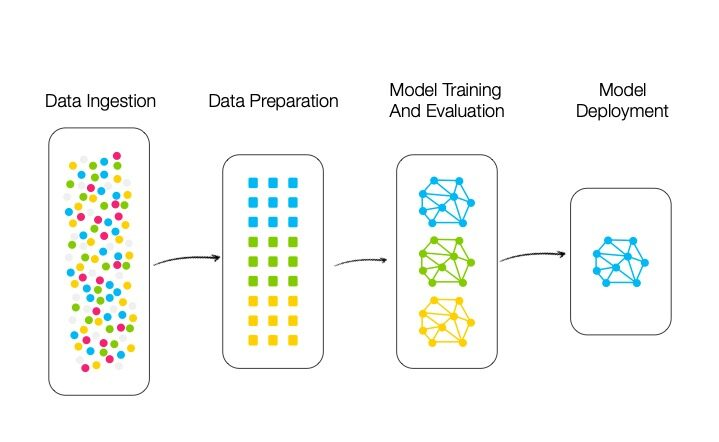 Data Ingestion
Data Preparation
Model Training
And Evaluation
Model
Deployment